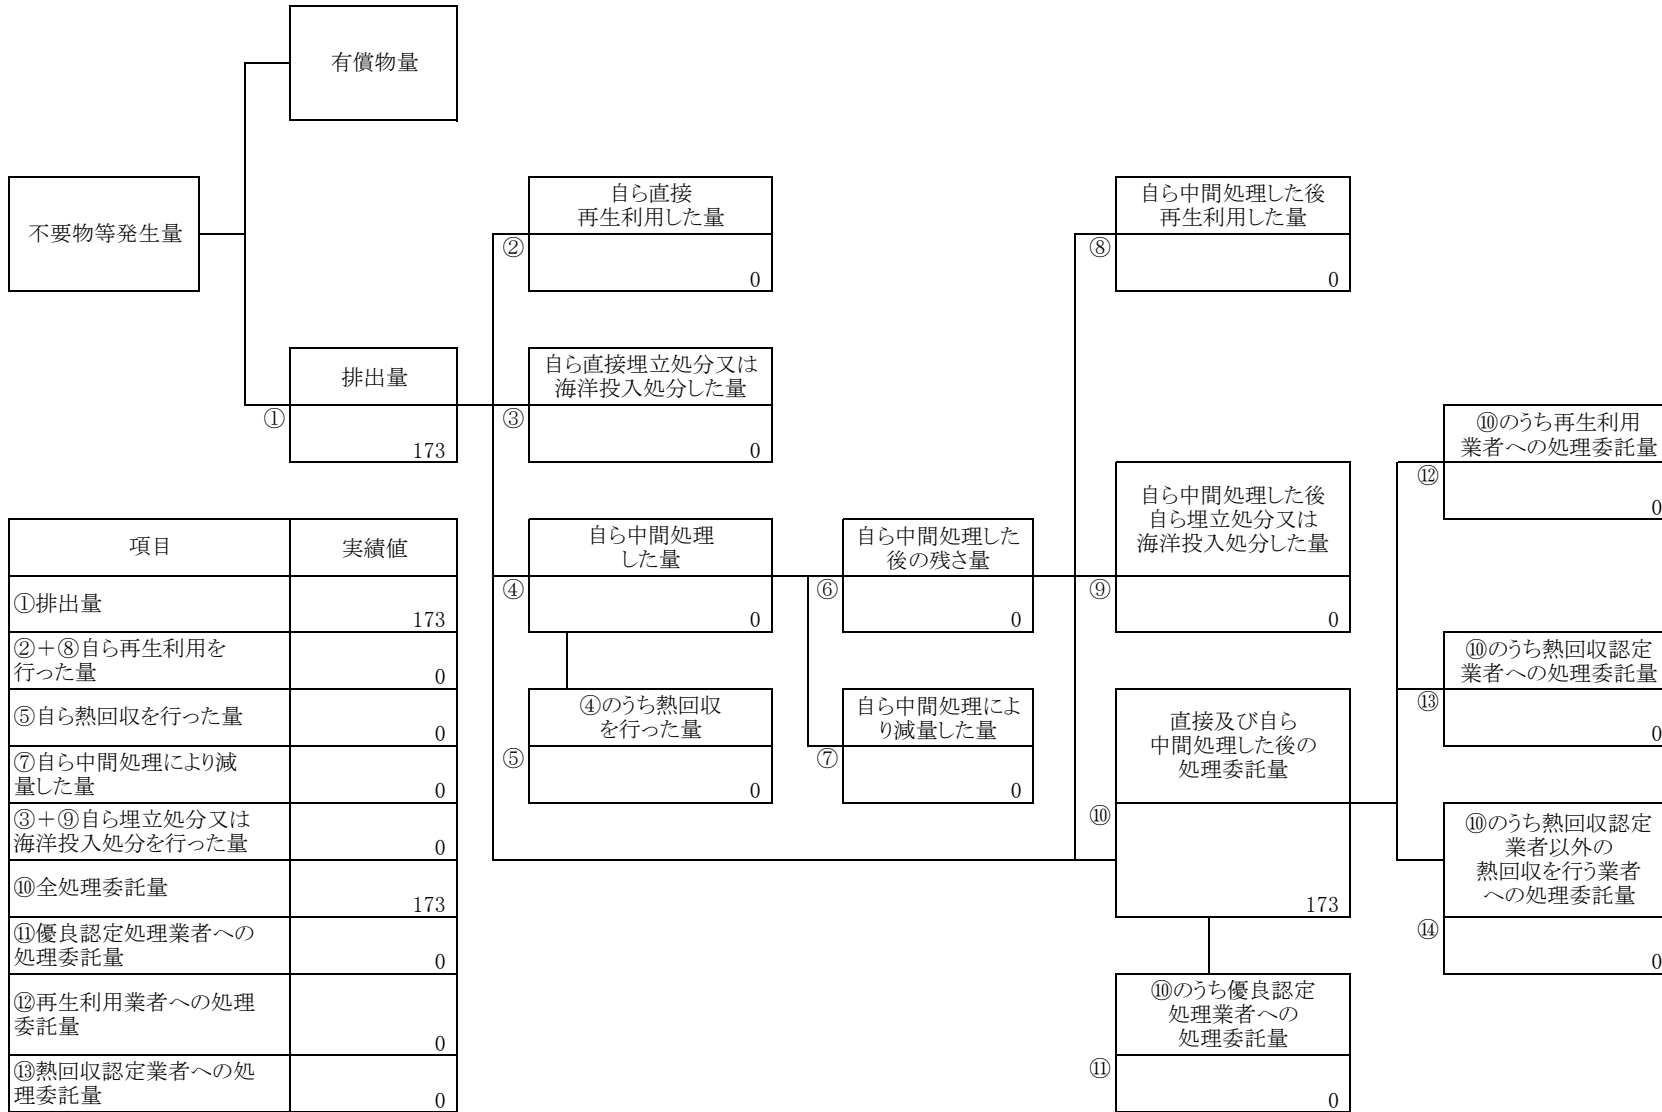 有償物量
不要物等発生量
自ら直接
再生利用した量
②
0
自ら中間処理した後
再生利用した量
⑧
0
排出量
①
173
自ら直接埋立処分又は
海洋投入処分した量
③
0
⑩のうち再生利用
業者への処理委託量
⑫
0
項目 実績値
①排出量
173
②+⑧自ら再生利用を
行った量
0
⑤自ら熱回収を行った量
0
⑦自ら中間処理により減
量した量
0
③+⑨自ら埋立処分又は
海洋投入処分を行った量
0
⑩全処理委託量
173
⑪優良認定処理業者への
処理委託量
0
⑫再生利用業者への処理
委託量
0
⑬熱回収認定業者への処
理委託量
0
自ら中間処理
した量
④
0
自ら中間処理した
後の残さ量
⑥
0
自ら中間処理した後
自ら埋立処分又は
海洋投入処分した量
⑨
0
④のうち熱回収
を行った量
⑤
0
自ら中間処理によ
り減量した量
⑦
0
直接及び自ら
中間処理した後の
処理委託量
⑩
173
⑩のうち熱回収認定
業者への処理委託量
⑬
0
⑩のうち熱回収認定
業者以外の
熱回収を行う業者
への処理委託量
⑭
0
⑩のうち優良認定
処理業者への
処理委託量
⑪
0